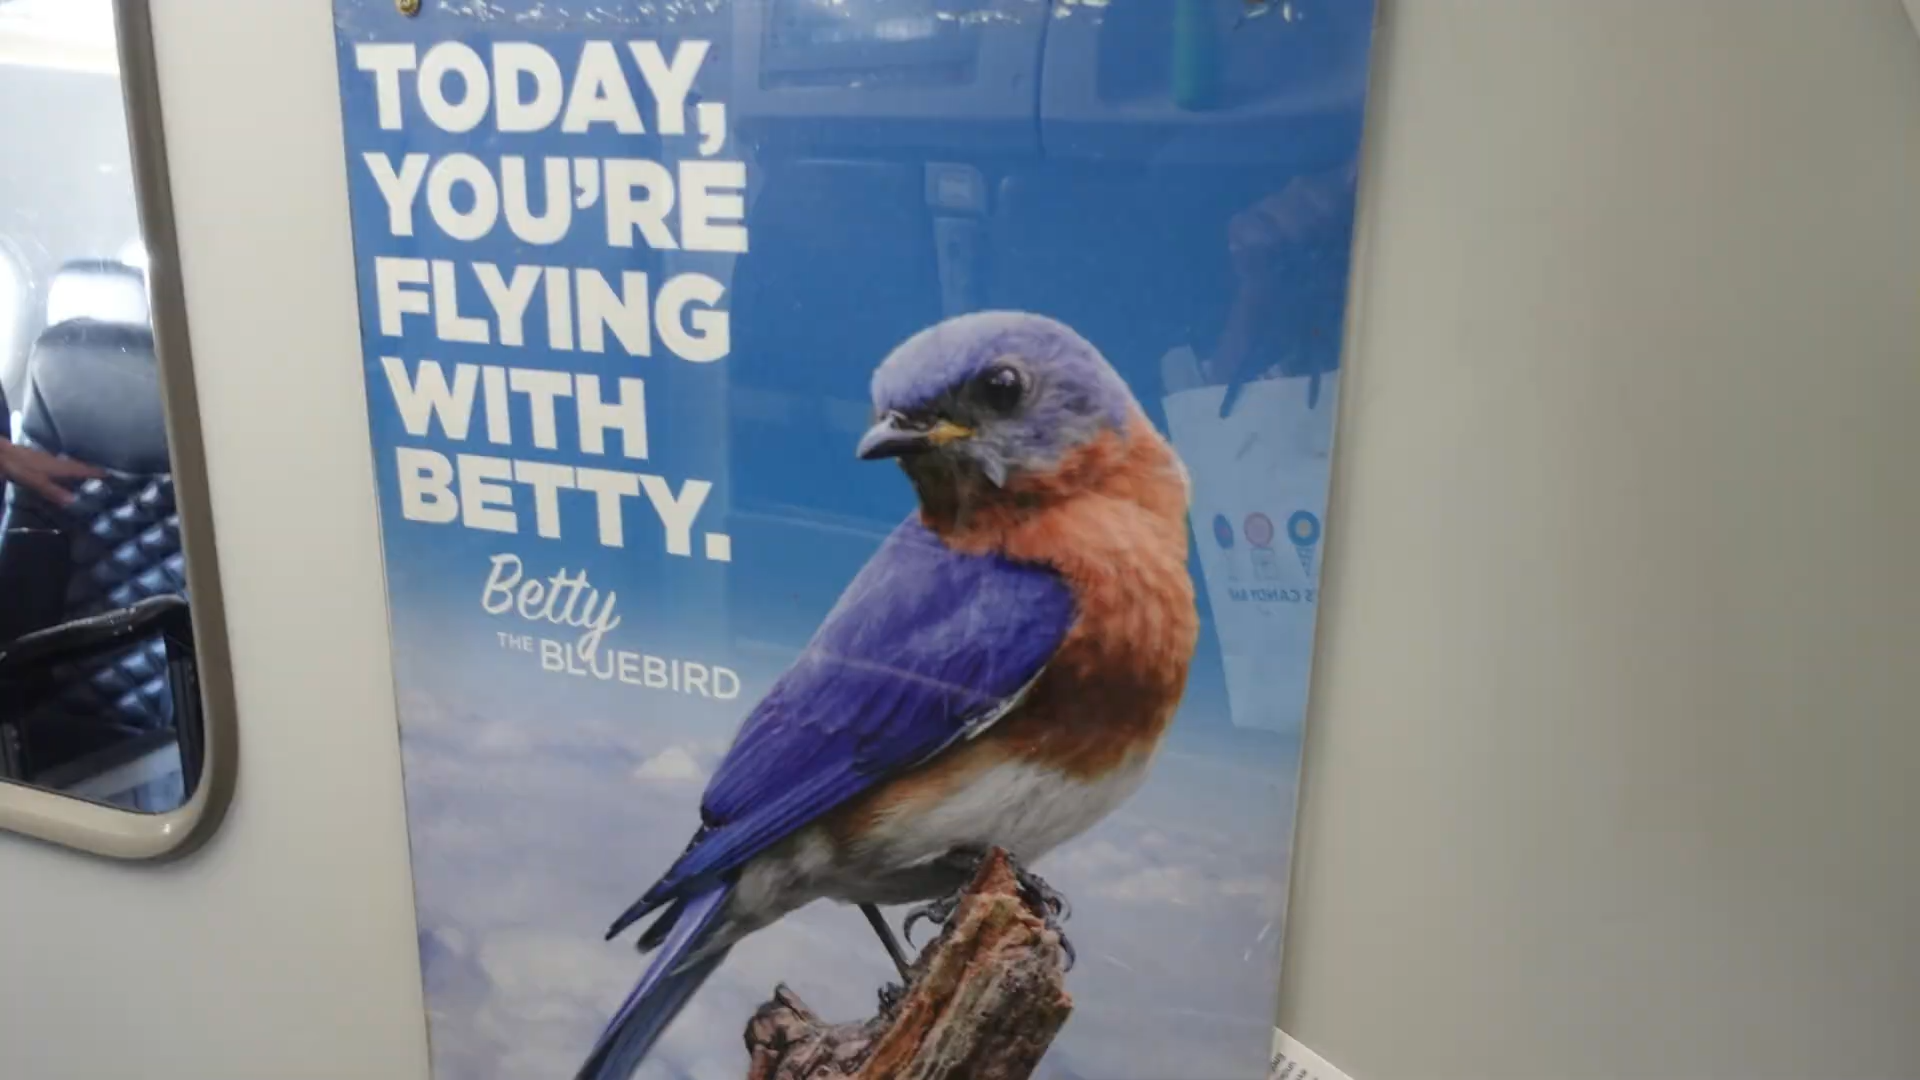 TODAY,
YOU'RE
FLYING
WITH
BETTY.
Betty
THE BLUEBIRD